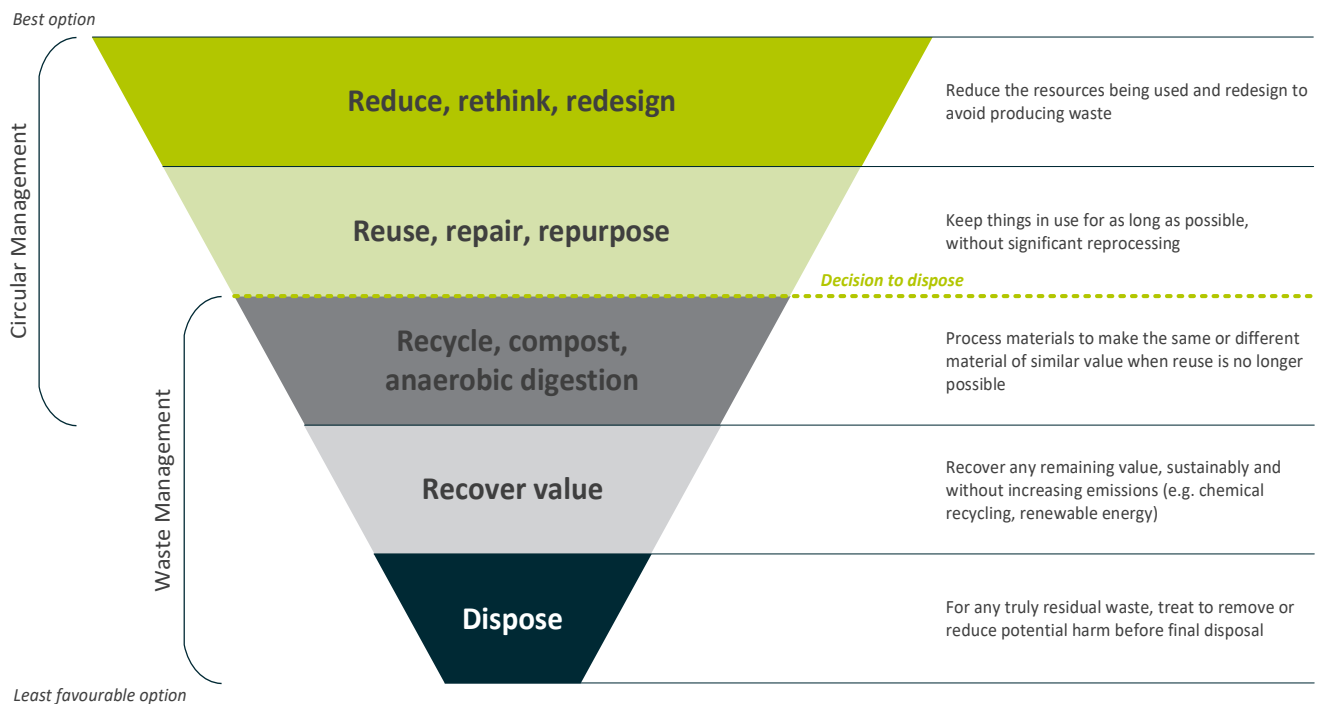 Best option
Circular Management
Reduce, rethink, redesign
Reduce the resources being used and redesign to
avoid producing waste
Reuse, repair, repurpose
Keep things in use for as long as possible,
without significant reprocessing
Decision to dispose
Waste Management
Recycle, compost,
anaerobic digestion
Process materials to make the same or different
material of similar value when reuse is no longer
possible
Recover value
Recover any remaining value, sustainably and
without increasing emissions (e.g. chemical
recycling, renewable energy)
Dispose
For any truly residual waste, treat to remove or
reduce potential harm before final disposal
Least favourable option